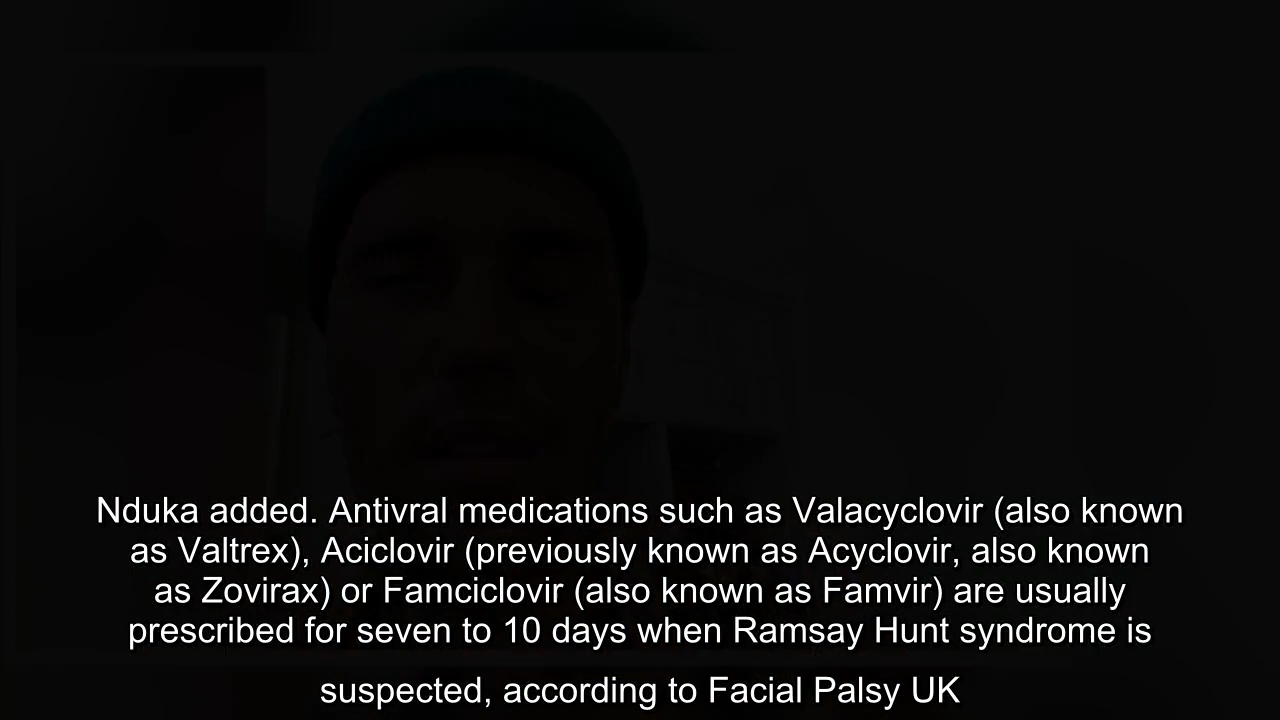 Nduka added. Antivral medications such as Valacyclovir (also known
as Valtrex), Aciclovir (previously known as Acyclovir, also known
as Zovirax) or Famciclovir (also known as Famvir) are usually
prescribed for seven to 10 days when Ramsay Hunt syndrome is
suspected, according to Facial Palsy UK